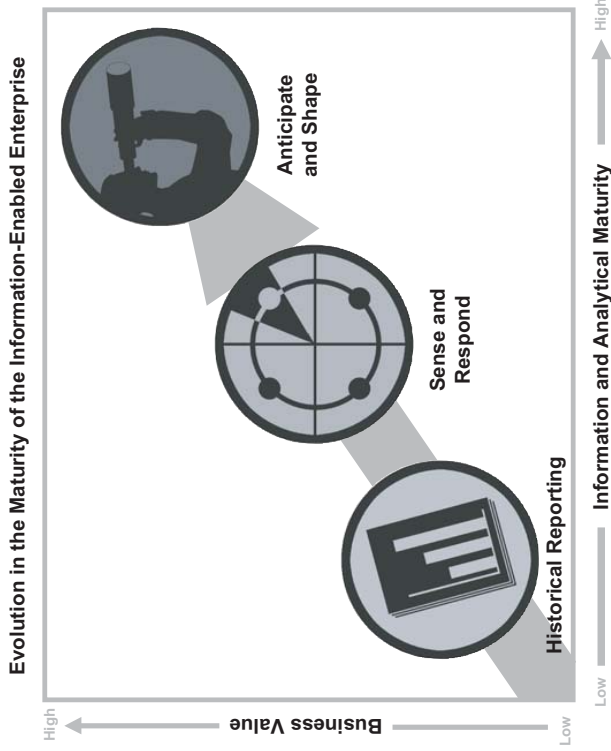 Evolution in the Maturity of the Information-Enabled Enterprise
High
Business Value
Low
Anticipate
and Shape
Sense and
Respond
Historical Reporting
Low
Information and Analytical Maturity
High